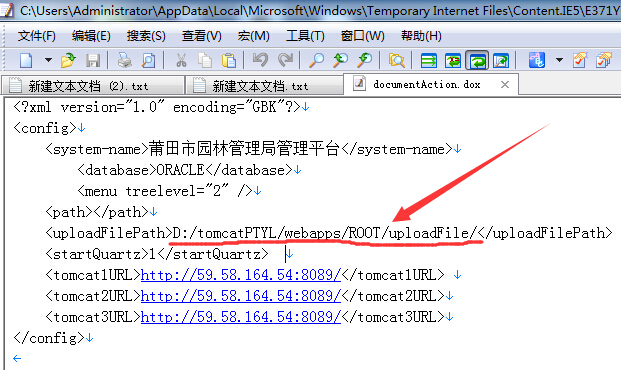 C:\Users\Administrator\AppData\Local\Microsoft\Windows\Temporary Internet Files\Content.IE5\E371Y
文件(F) 编辑(E) 搜索(S) 查看(C) 宏(M) 工具(T) 窗口(W) 帮助(H)
新建文本文档 (2).txt 新建文本文档.txt documentAction.dox
<?xml version="1.0" encoding="GBK"?>↓
<config>↓
<system-name>莆田市园林管理局管理平台</system-name>↓
<database>ORACLE</database>↓
<menu treelevel="2" />↓
<path></path>↓
<uploadFilePath>D:/tomcatPTYL/webapps/ROOT/uploadFile/</uploadFilePath>
<startQuartz>1</startQuartz> ↓
<tomcat1URL>http://59.58.164.54:8089/</tomcat1URL> ↓
<tomcat2URL>http://59.58.164.54:8089/</tomcat2URL> ↓
<tomcat3URL>http://59.58.164.54:8089/</tomcat3URL>↓
</config>↓
←